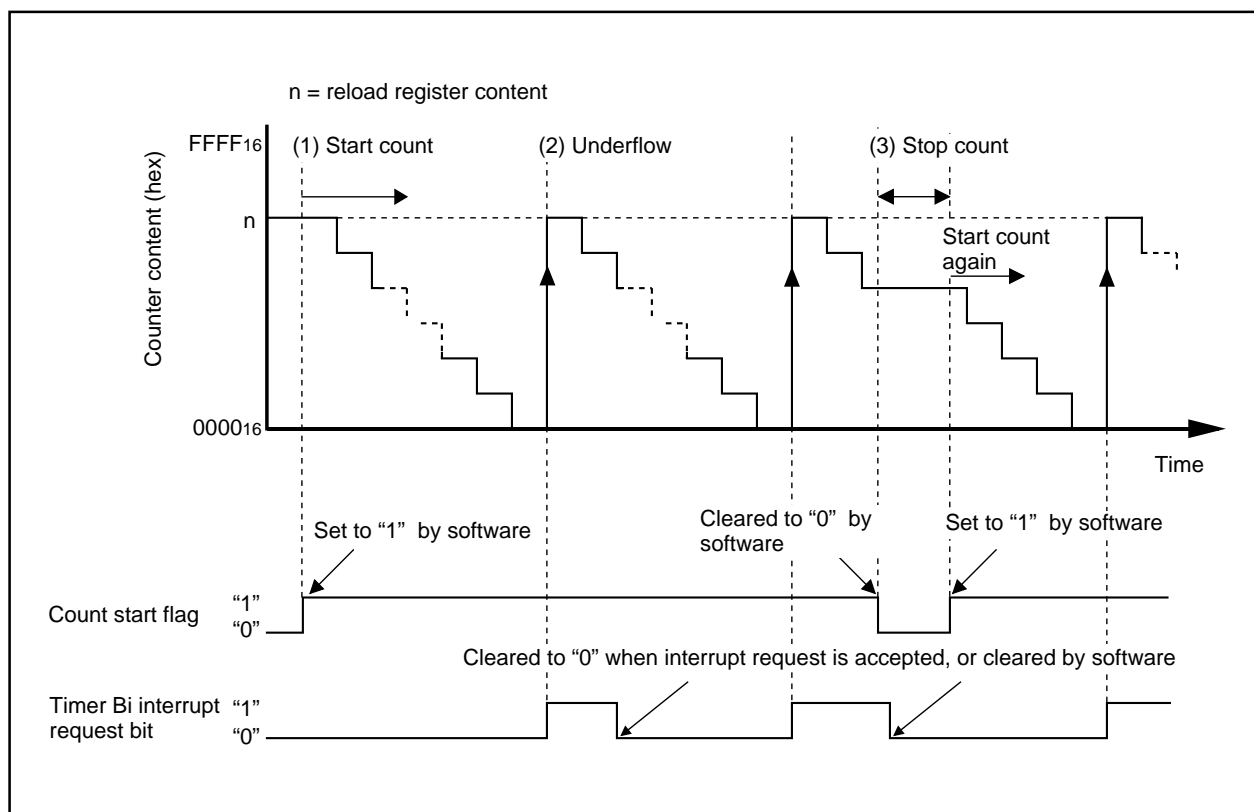 n = reload register content
FFFF16
(1) Start count
(2) Underflow
(3) Stop count
Counter content (hex)
n
Start count
again
000016
Time
Set to “1” by software
Cleared to “0” by
software
Set to “1” by software
Count start flag
“1”
“0”
Cleared to “0” when interrupt request is accepted, or cleared by software
Timer Bi interrupt
request bit
“1”
“0”